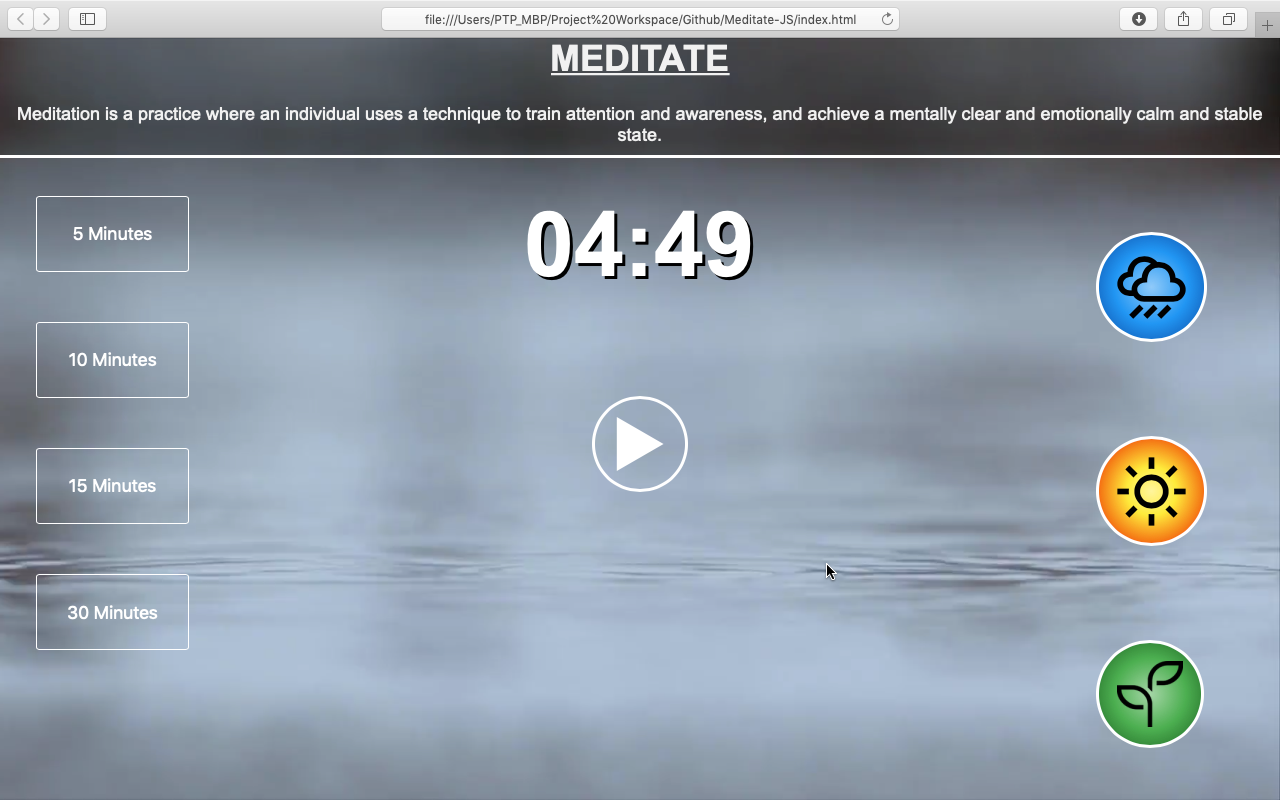 file:///Users/PTP_MBP/Project%20Workspace/Github/Meditate-JS/index.html
MEDITATE
Meditation is a practice where an individual uses a technique to train attention and awareness, and achieve a mentally clear and emotionally calm and stable
state.
5 Minutes
04:49
10 Minutes
15 Minutes
30 Minutes